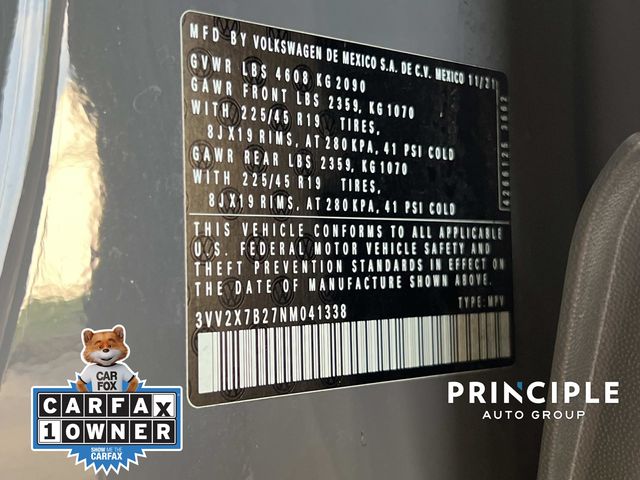 MFD BY VOLKSWAGEN DE MEXICO S.A. DE C.V. MEXICO 11/21
GVWR LBS 4608 KG 2090
GAWR FRONT LBS 2359, KG 1070
WITH 225/45 R19 TIRES,
8JX19 RIMS, AT 280 KPA, 41 PSI COLD
GAWR REAR LBS 2359, KG 1070
WITH 225/45 R19 TIRES,
8JX19 RIMS, AT 280 KPA, 41 PSI COLD
THIS VEHICLE CONFORMS TO ALL APPLICABLE
U.S. FEDERAL MOTOR VEHICLE SAFETY AND
THEFT PREVENTION STANDARDS IN EFFECT ON
THE DATE OF MANUFACTURE SHOWN ABOVE.
3VV2X7B27NM041338 TYPE: MPV
CAR
FOX
CARFAX
1 OWNER
SHOW ME THE
CARFAX
PRINCIPLE
AUTO GROUP